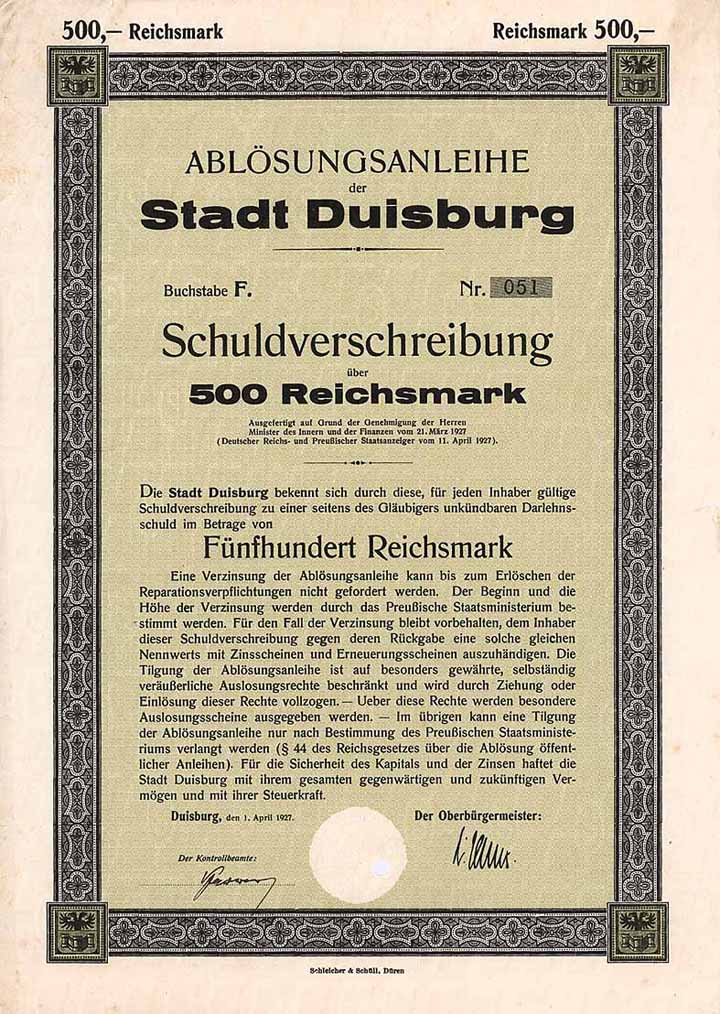 500,— Reichsmark
Reichsmark 500,—
ABLÖSUNGSANLEIHE
der
Stadt Duisburg
Buchstabe F.
Nr. 051
Schuldverschreibung
über
500 Reichsmark
Ausgefertigt auf Grund der Genehmigung der Herren
Minister des Innern und der Finanzen vom 21. März 1927
(Deutscher Reichs- und Preußischer Staatsanzeiger vom 11. April 1927).
Die Stadt Duisburg bekennt sich durch diese, für jeden Inhaber gültige
Schuldverschreibung zu einer seitens des Gläubigers unkündbaren Darlehns-
schuld im Betrage von
Fünfhundert Reichsmark
Eine Verzinsung der Ablösungsanleihe kann bis zum Erlöschen der
Reparationsverpflichtungen nicht gefordert werden. Der Beginn und die
Höhe der Verzinsung werden durch das Preußische Staatsministerium be-
stimmt werden. Für den Fall der Verzinsung bleibt vorbehalten, dem Inhaber
dieser Schuldverschreibung gegen deren Rückgabe eine solche gleichen
Nennwerts mit Zinsscheinen und Erneuerungsscheinen auszuhändigen. Die
Tilgung der Ablösungsanleihe ist auf besonders gewährte, selbständig
veräußerliche Auslosungsrechte beschränkt und wird durch Ziehung oder
Einlösung dieser Rechte vollzogen. — Ueber diese Rechte werden besondere
Auslosungsscheine ausgegeben werden. — Im übrigen kann eine Tilgung
der Ablösungsanleihe nur nach Bestimmung des Preußischen Staatsministe-
riums verlangt werden (§ 44 des Reichsgesetzes über die Ablösung öffent-
licher Anleihen). Für die Sicherheit des Kapitals und der Zinsen haftet die
Stadt Duisburg mit ihrem gesamten gegenwärtigen und zukünftigen Ver-
mögen und mit ihrer Steuerkraft.
Duisburg, den 1. April 1927.
Der Oberbürgermeister:
Der Kontrollbeamte:
Schleicher & Schüll, Düren